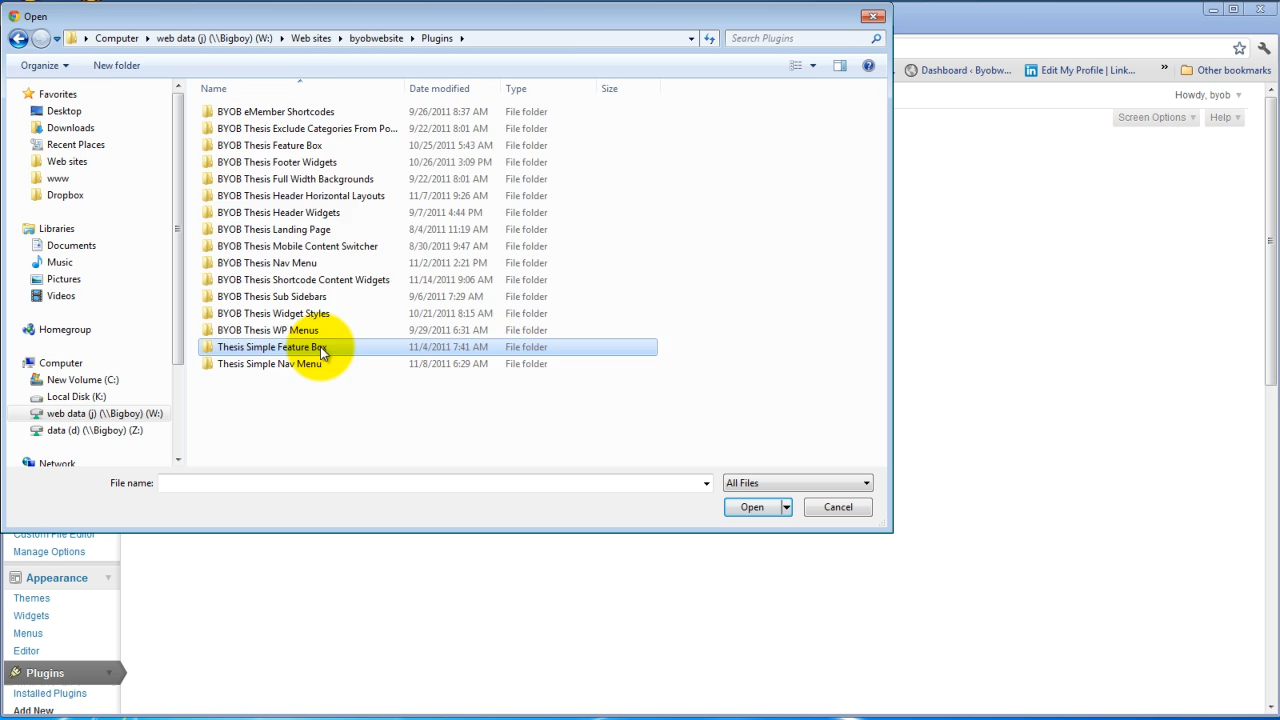 Open
Computer
web data (j) (\\Bigboy) (W:)
Web sites
byobwebsite
Plugins
Search Plugins
Organize
New folder
Name
Date modified
Type
Size
Favorites
Desktop
Downloads
Recent Places
Web sites
www
Dropbox
Libraries
Documents
Music
Pictures
Videos
Homegroup
Computer
New Volume (C:)
Local Disk (K:)
web data (j) (\\Bigboy) (W:)
data (d) (\\Bigboy) (Z:)
Network
BYOB eMember Shortcodes 9/26/2011 8:37 AM File folder
BYOB Thesis Exclude Categories From Po... 9/22/2011 8:01 AM File folder
BYOB Thesis Feature Box 10/25/2011 5:43 AM File folder
BYOB Thesis Footer Widgets 10/26/2011 3:09 PM File folder
BYOB Thesis Full Width Backgrounds 9/22/2011 8:01 AM File folder
BYOB Thesis Header Horizontal Layouts 11/7/2011 9:26 AM File folder
BYOB Thesis Header Widgets 9/7/2011 4:44 PM File folder
BYOB Thesis Landing Page 8/4/2011 11:19 AM File folder
BYOB Thesis Mobile Content Switcher 8/30/2011 9:47 AM File folder
BYOB Thesis Nav Menu 11/2/2011 2:21 PM File folder
BYOB Thesis Shortcode Content Widgets 11/14/2011 9:06 AM File folder
BYOB Thesis Sub Sidebars 9/6/2011 7:29 AM File folder
BYOB Thesis Widget Styles 10/21/2011 8:15 AM File folder
BYOB Thesis WP Menus 9/29/2011 6:31 AM File folder
Thesis Simple Feature Box 11/4/2011 7:41 AM File folder
Thesis Simple Nav Menu 11/8/2011 6:29 AM File folder
File name:
All Files
Open
Cancel
Dashboard ‹ Byobw...
Edit My Profile | Link...
»
Other bookmarks
Howdy, byob
Screen Options
Help
Custom File Editor
Manage Options
Appearance
Themes
Widgets
Menus
Editor
Plugins
Installed Plugins
Add New